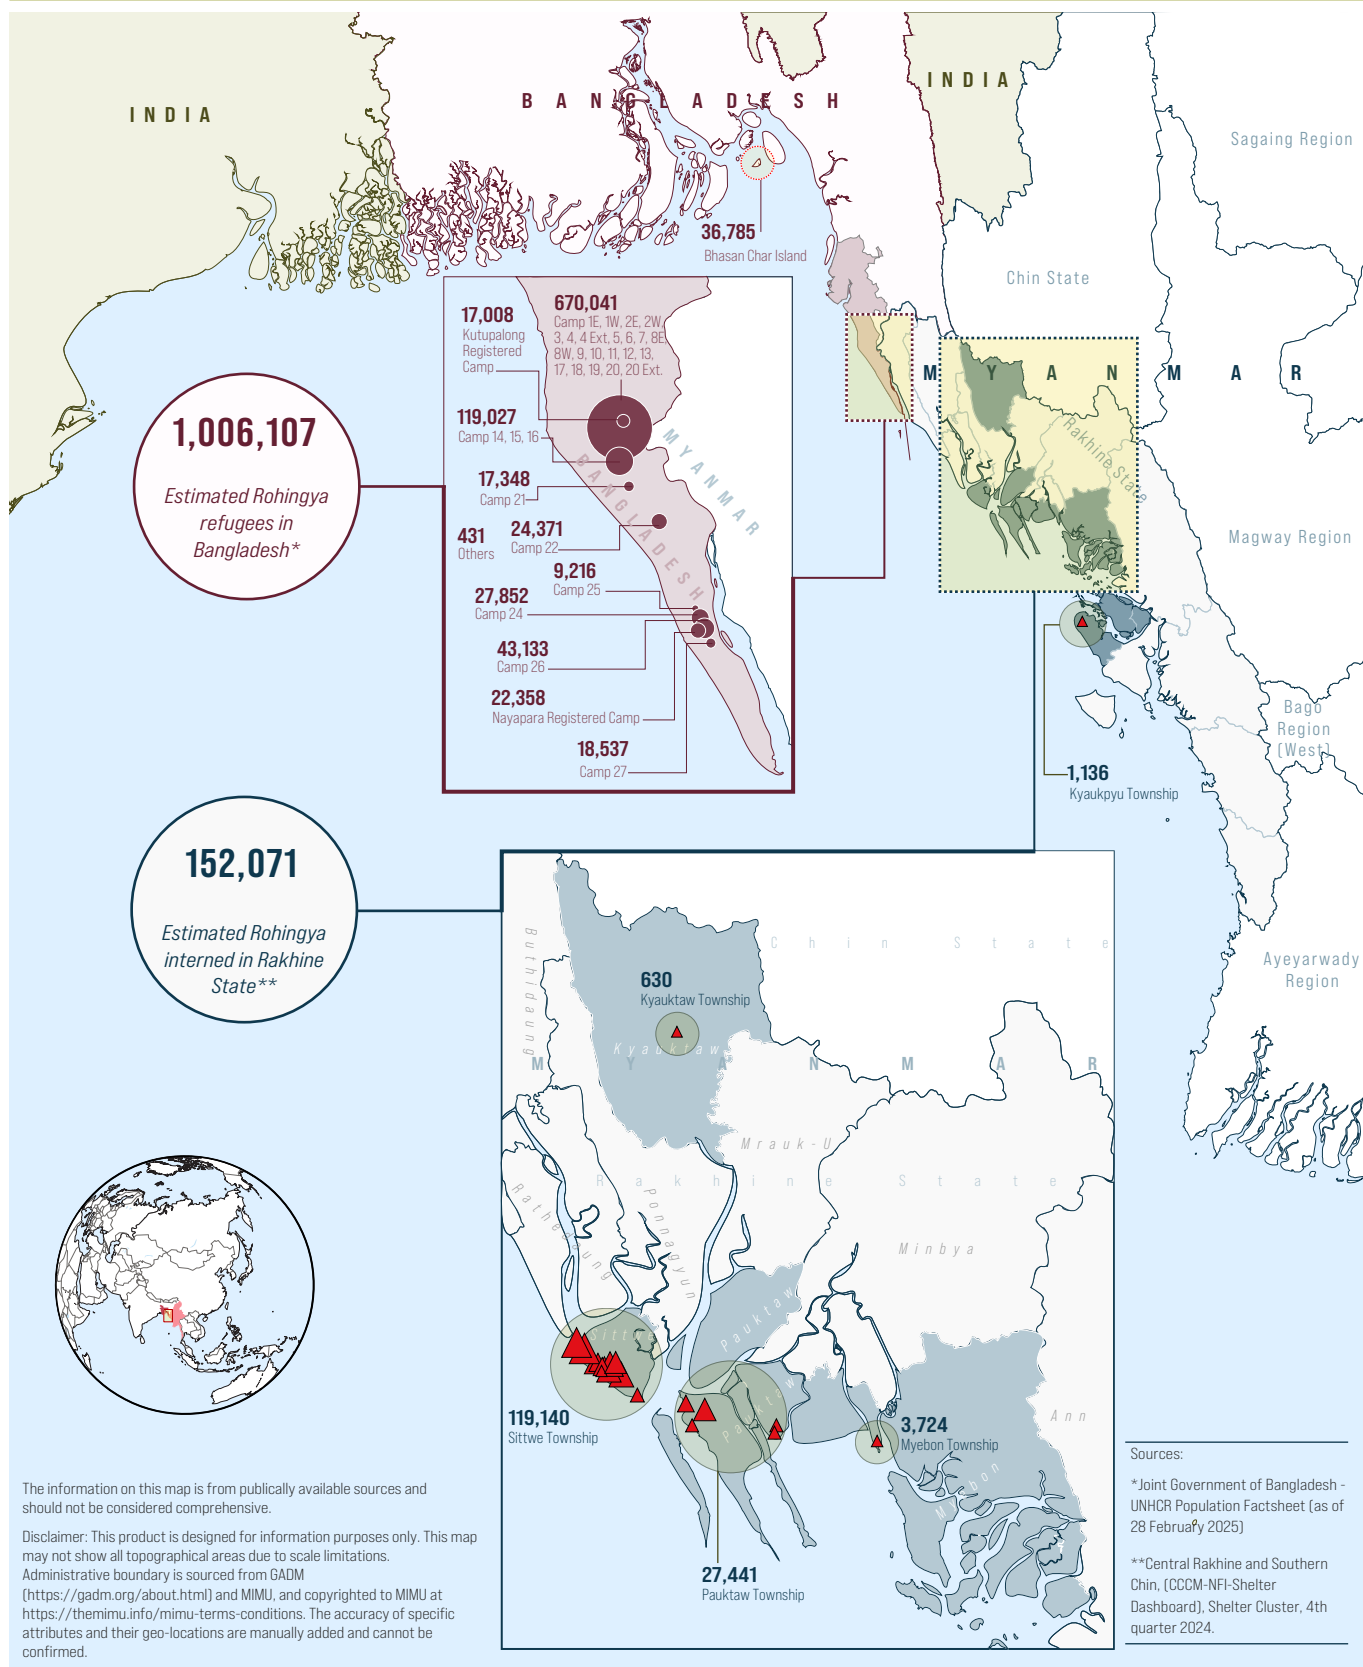 INDIA
BANGLADESH
INDIA
Sagaing Region
36,785
Bhasan Char Island
Chin State
17,008
Kutupalong
Registered
Camp
670,041
Camp 1E, 1W, 2E, 2W,
3, 4, 4 Ext, 5, 6, 7, 8E,
8W, 9, 10, 11, 12, 13,
17, 18, 19, 20, 20 Ext.
MYANMAR
Rakhine State
1,006,107
Estimated Rohingya
refugees in
Bangladesh*
119,027
Camp 14, 15, 16
MYANMAR
BANGLADESH
17,348
Camp 21
431
Others
24,371
Camp 22
9,216
Camp 25
27,852
Camp 24
43,133
Camp 26
22,358
Nayapara Registered Camp
18,537
Camp 27
Magway Region
Bago
Region
(West)
1,136
Kyaukpyu Township
152,071
Estimated Rohingya
interned in Rakhine
State**
Buthidaung
Chin State
Ayeyarwady
Region
630
Kyauktaw Township
Kyauktaw
MYANMAR
Mrauk-U
Rakhine State
Rathedaung
Ponnagyun
Minbya
Sittwe
Pauktaw
Pauktaw
Ann
119,140
Sittwe Township
3,724
Myebon Township
Myebon
27,441
Pauktaw Township
The information on this map is from publically available sources and
should not be considered comprehensive.
Disclaimer: This product is designed for information purposes only. This map
may not show all topographical areas due to scale limitations.
Administrative boundary is sourced from GADM
(https://gadm.org/about.html) and MIMU, and copyrighted to MIMU at
https://themimu.info/mimu-terms-conditions. The accuracy of specific
attributes and their geo-locations are manually added and cannot be
confirmed.
Sources:
*Joint Government of Bangladesh -
UNHCR Population Factsheet (as of
28 February 2025)
**Central Rakhine and Southern
Chin, (CCCM-NFI-Shelter
Dashboard), Shelter Cluster, 4th
quarter 2024.